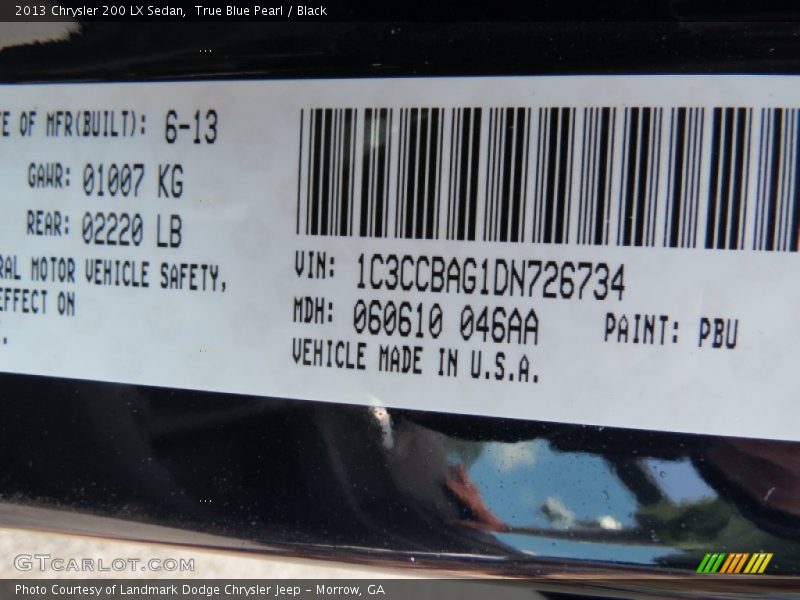 2013 Chrysler 200 LX Sedan, True Blue Pearl / Black
E OF MFR(BUILT): 6-13
GAWR: 01007 KG
REAR: 02220 LB
RAL MOTOR VEHICLE SAFETY,
EFFECT ON
VIN: 1C3CCBAG1DN726734
MDH: 060610 046AA PAINT: PBU
VEHICLE MADE IN U.S.A.
GTCARLOT.COM
Photo Courtesy of Landmark Dodge Chrysler Jeep - Morrow, GA